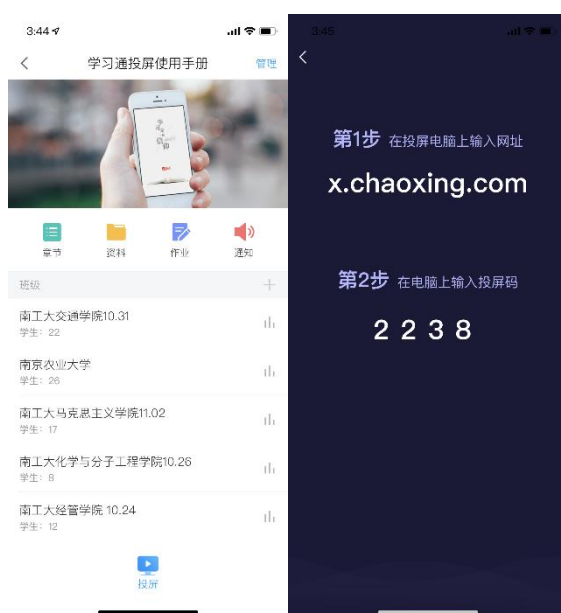 3:44
学习通投屏使用手册
管理
章节
资料
作业
通知
班级
南工大交通学院10.31
学生：22
南京农业大学
学生：26
南工大马克思主义学院11.02
学生：17
南工大化学与分子工程学院10.26
学生：8
南工大经管学院 10.24
学生：12
投屏
3:45
第1步 在投屏电脑上输入网址
x.chaoxing.com
第2步 在电脑上输入投屏码
2 2 3 8